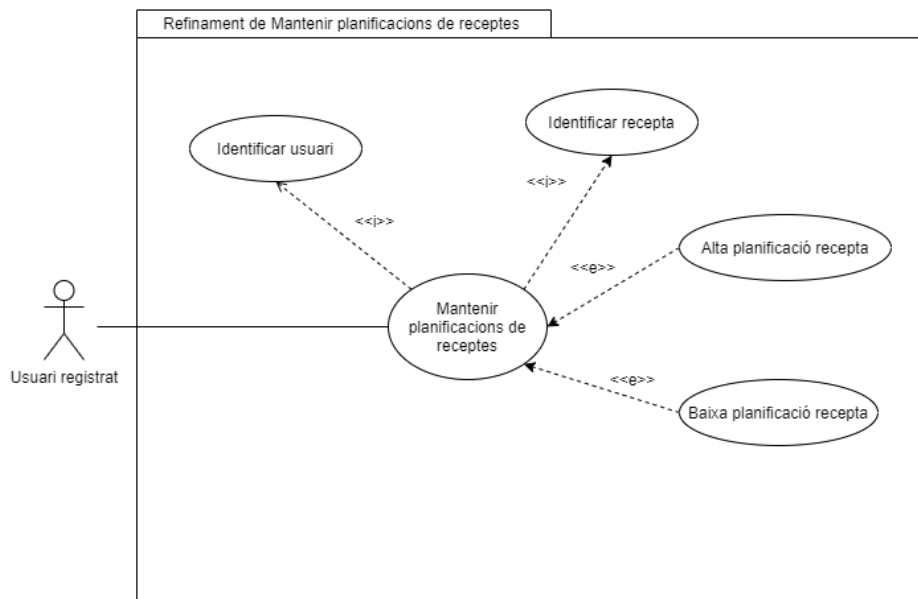 Refinament de Mantenir planificacions de receptes
Identificar recepta
Identificar usuari
<<i>>
<<i>>
Alta planificació recepta
<<e>>
Mantenir
planificacions de
receptes
Usuari registrat
<<e>>
Baixa planificació recepta